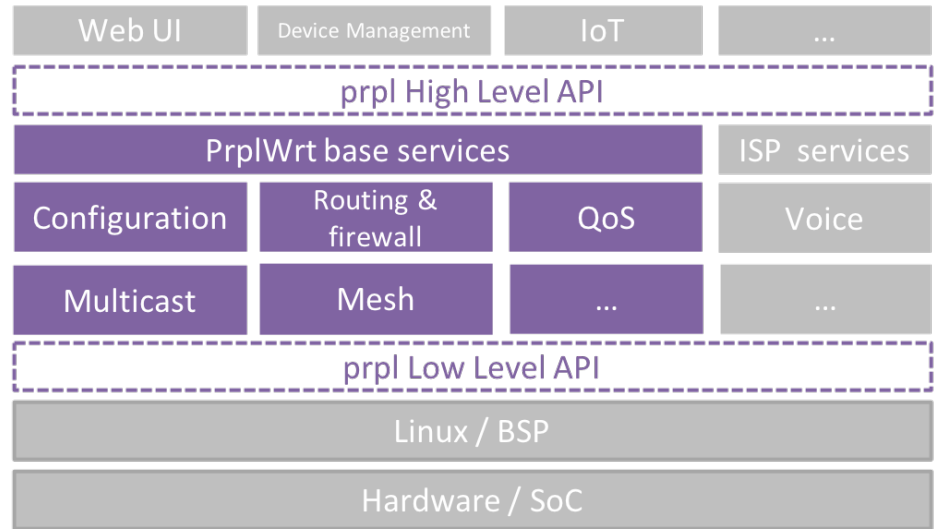 Web UI
Device Management
IoT
...
prpl High Level API
PrplWrt base services
ISP services
Configuration
Routing &
firewall
QoS
Voice
Multicast
Mesh
...
...
prpl Low Level API
Linux / BSP
Hardware / SoC